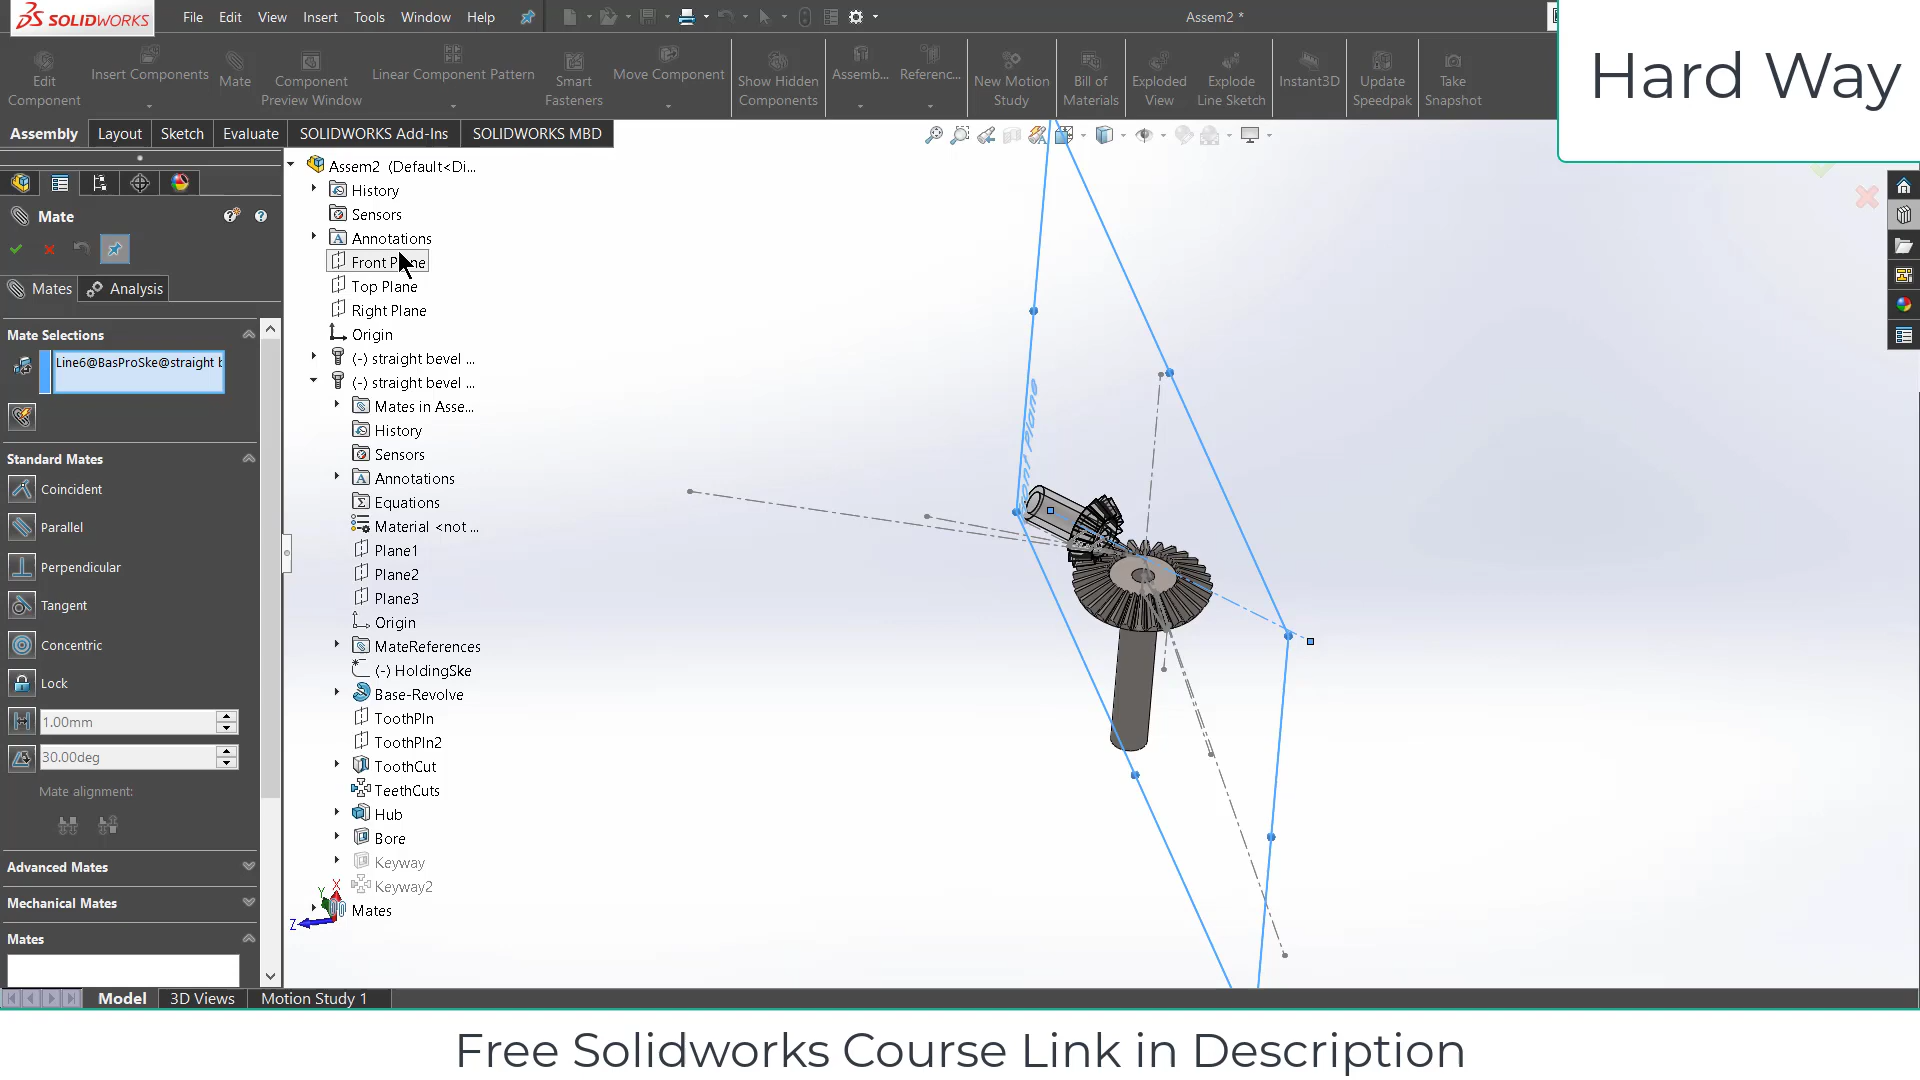 SOLIDWORKS
File Edit View Insert Tools Window Help
Assem2 *
Hard Way
Edit Component
Insert Components
Mate
Component Preview Window
Linear Component Pattern
Smart Fasteners
Move Component
Show Hidden Components
Assemb...
Referenc...
New Motion Study
Bill of Materials
Exploded View
Explode Line Sketch
Instant3D
Update Speedpak
Take Snapshot
Assembly Layout Sketch Evaluate SOLIDWORKS Add-Ins SOLIDWORKS MBD
Mate
Mates Analysis
Mate Selections
Line6@BasProSke@straight b
Standard Mates
Coincident
Parallel
Perpendicular
Tangent
Concentric
Lock
1.00mm
30.00deg
Mate alignment:
Advanced Mates
Mechanical Mates
Mates
Assem2 (Default<Di...
History
Sensors
Annotations
Front Plane
Top Plane
Right Plane
Origin
(-) straight bevel ...
(-) straight bevel ...
Mates in Asse...
History
Sensors
Annotations
Equations
Material <not ...
Plane1
Plane2
Plane3
Origin
MateReferences
(-) HoldingSke
Base-Revolve
ToothPln
ToothPln2
ToothCut
TeethCuts
Hub
Bore
Keyway
Keyway2
Mates
X
Y
Z
Front Plane
Model 3D Views Motion Study 1
Free Solidworks Course Link in Description